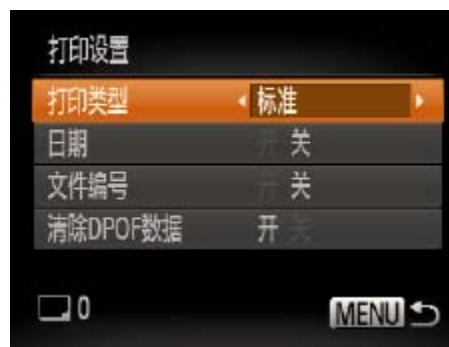 打印设置
打印类型 标准
日期 开 关
文件编号 开 关
清除DPOF数据 开 关
0 MENU